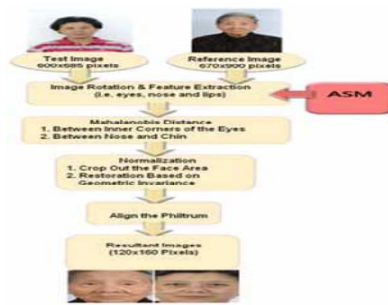 Test Image
600x685 pixels
Reference Image
670x900 pixels
Image Rotation & Feature Extraction
(i.e. eyes, nose and lips)
ASM
Mahalanobis Distance
1. Between Inner Corners of the Eyes
2. Between Nose and Chin
Normalization
1. Crop Out the Face Area
2. Restoration Based on
Geometric Invariance
Align the Philtrum
Resultant Images
(120x160 Pixels)